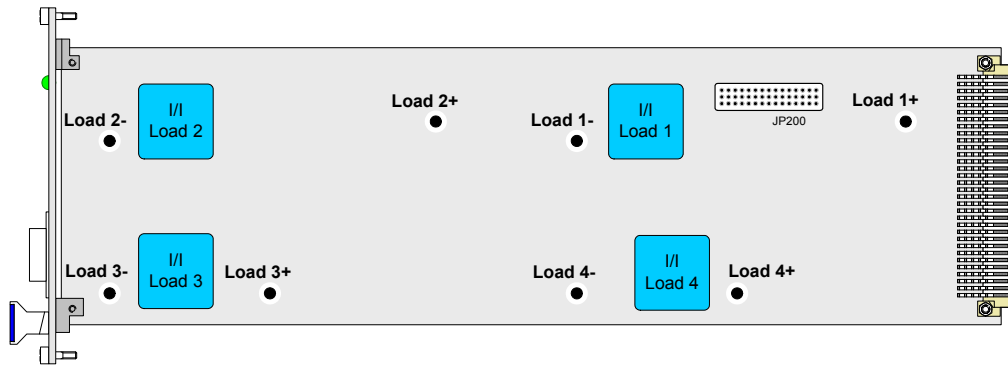 Load 2-
I/I
Load 2
Load 2+
Load 1-
I/I
Load 1
JP200
Load 1+
Load 3-
I/I
Load 3
Load 3+
Load 4-
I/I
Load 4
Load 4+